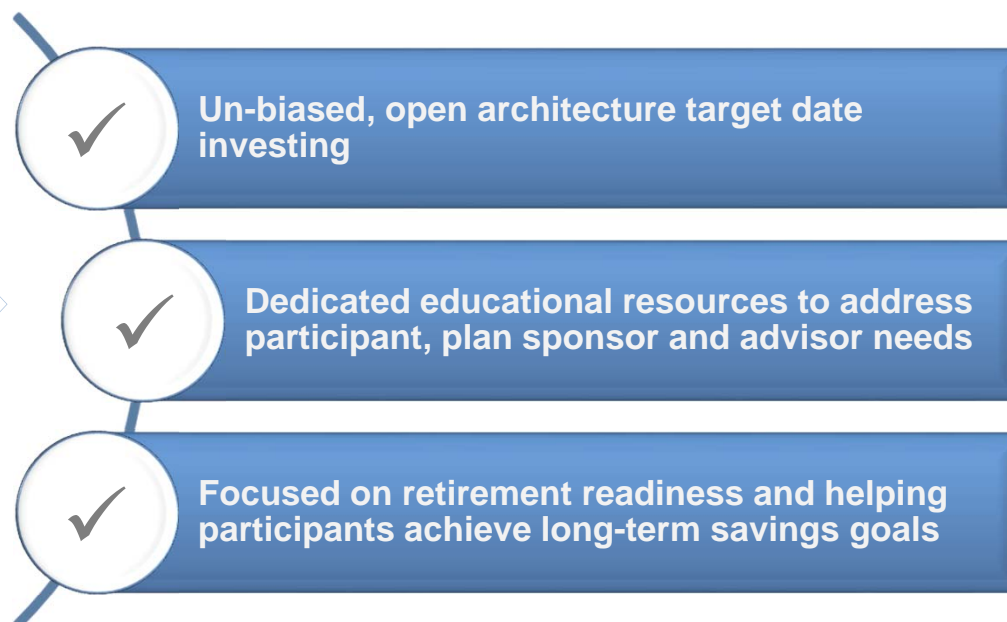 Un-biased, open architecture target date
investing
Dedicated educational resources to address
participant, plan sponsor and advisor needs
Focused on retirement readiness and helping
participants achieve long-term savings goals